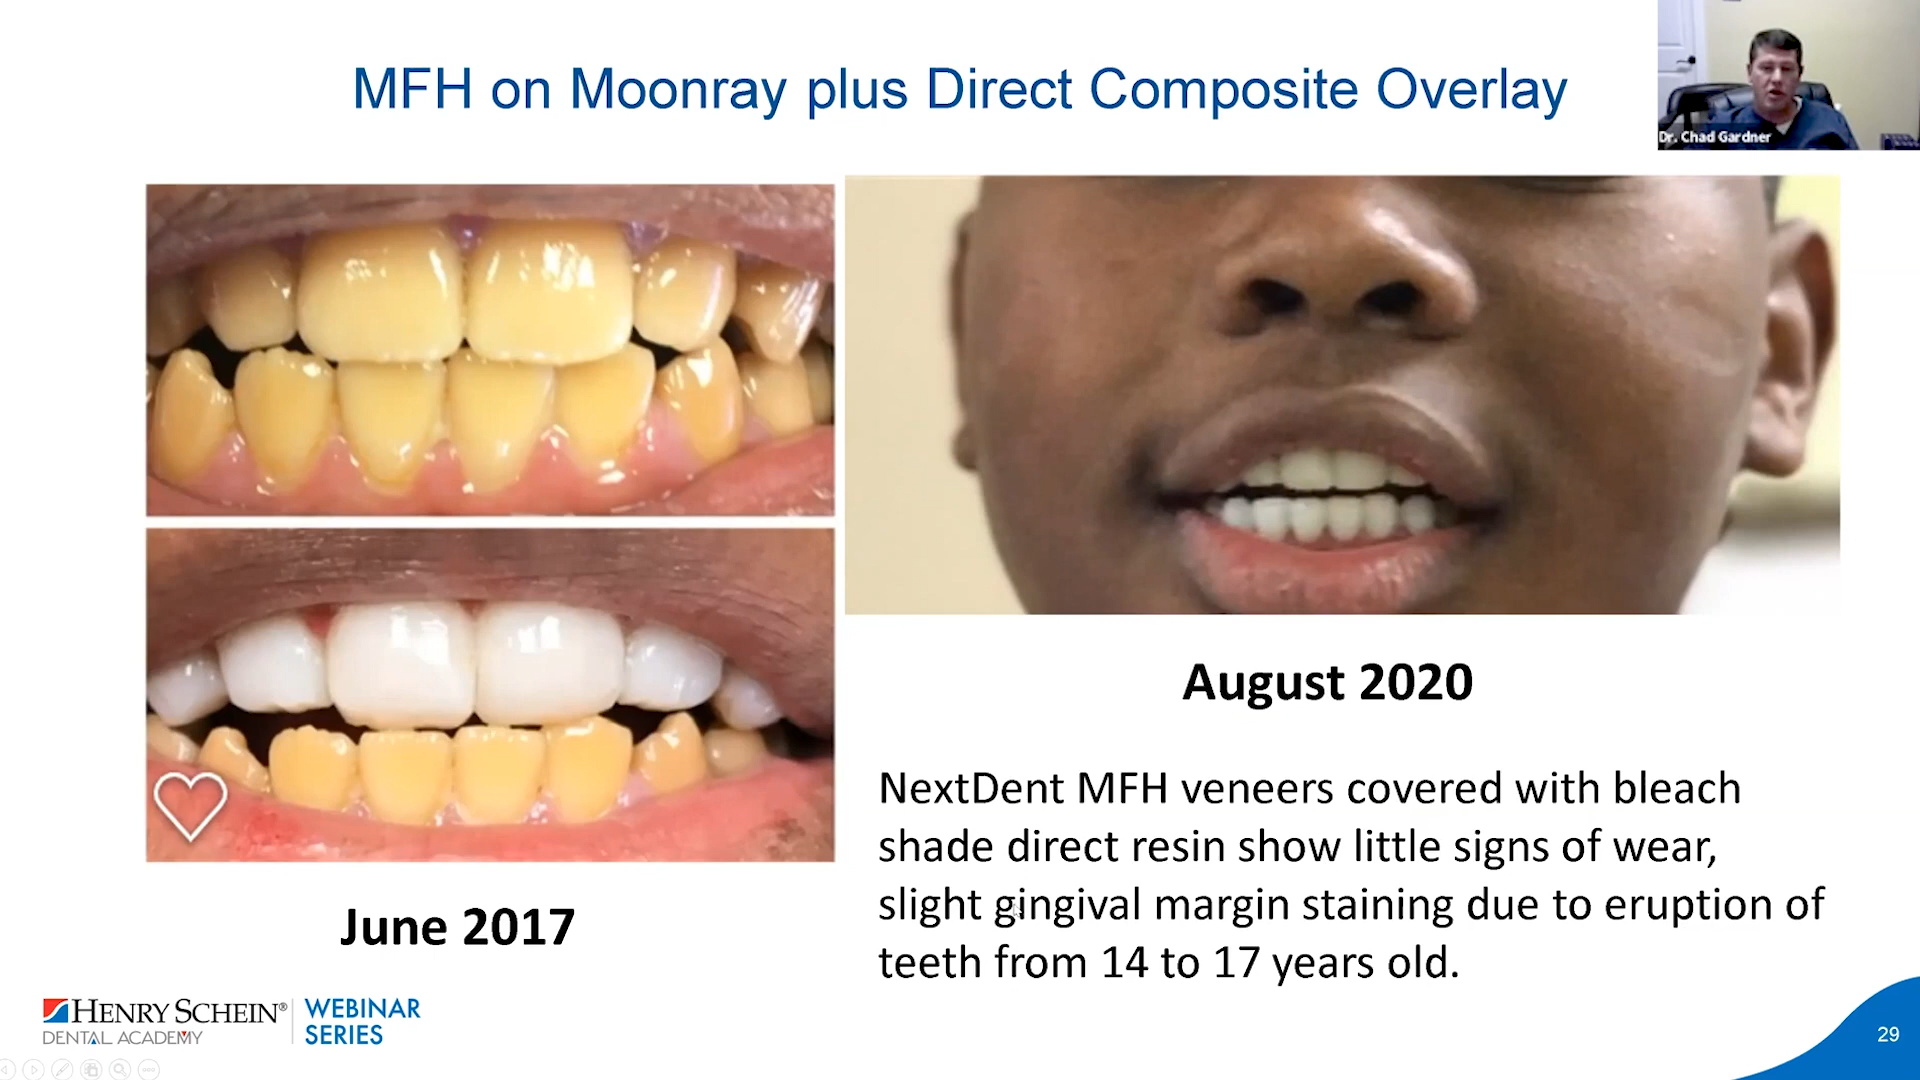 MFH on Moonray plus Direct Composite Overlay
Dr. Chad Gardner
June 2017
August 2020
NextDent MFH veneers covered with bleach
shade direct resin show little signs of wear,
slight gingival margin staining due to eruption of
teeth from 14 to 17 years old.
HENRY SCHEIN®
DENTAL ACADEMY
WEBINAR
SERIES
29